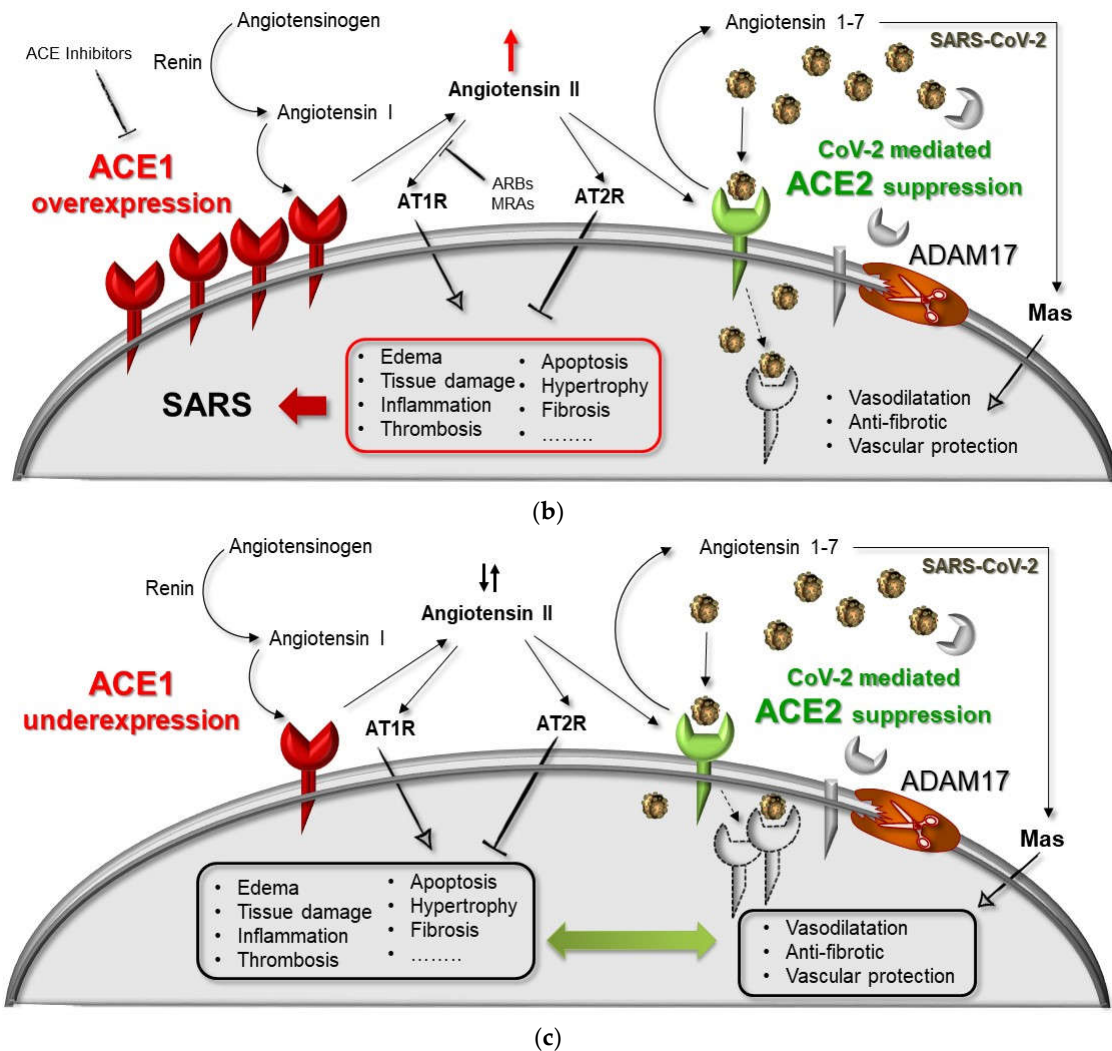 Angiotensinogen
Renin
ACE Inhibitors
Angiotensin I
ACE1
overexpression
Angiotensin II
AT1R
ARBs
MRAs
AT2R
Angiotensin 1-7
SARS-CoV-2
CoV-2 mediated
ACE2 suppression
ADAM17
Mas
SARS
• Edema
• Tissue damage
• Inflammation
• Thrombosis
• Apoptosis
• Hypertrophy
• Fibrosis
• ........
• Vasodilatation
• Anti-fibrotic
• Vascular protection
(b)
Angiotensinogen
Renin
Angiotensin I
ACE1
underexpression
Angiotensin II
AT1R
AT2R
Angiotensin 1-7
SARS-CoV-2
CoV-2 mediated
ACE2 suppression
ADAM17
Mas
• Edema
• Tissue damage
• Inflammation
• Thrombosis
• Apoptosis
• Hypertrophy
• Fibrosis
• ........
• Vasodilatation
• Anti-fibrotic
• Vascular protection
(c)